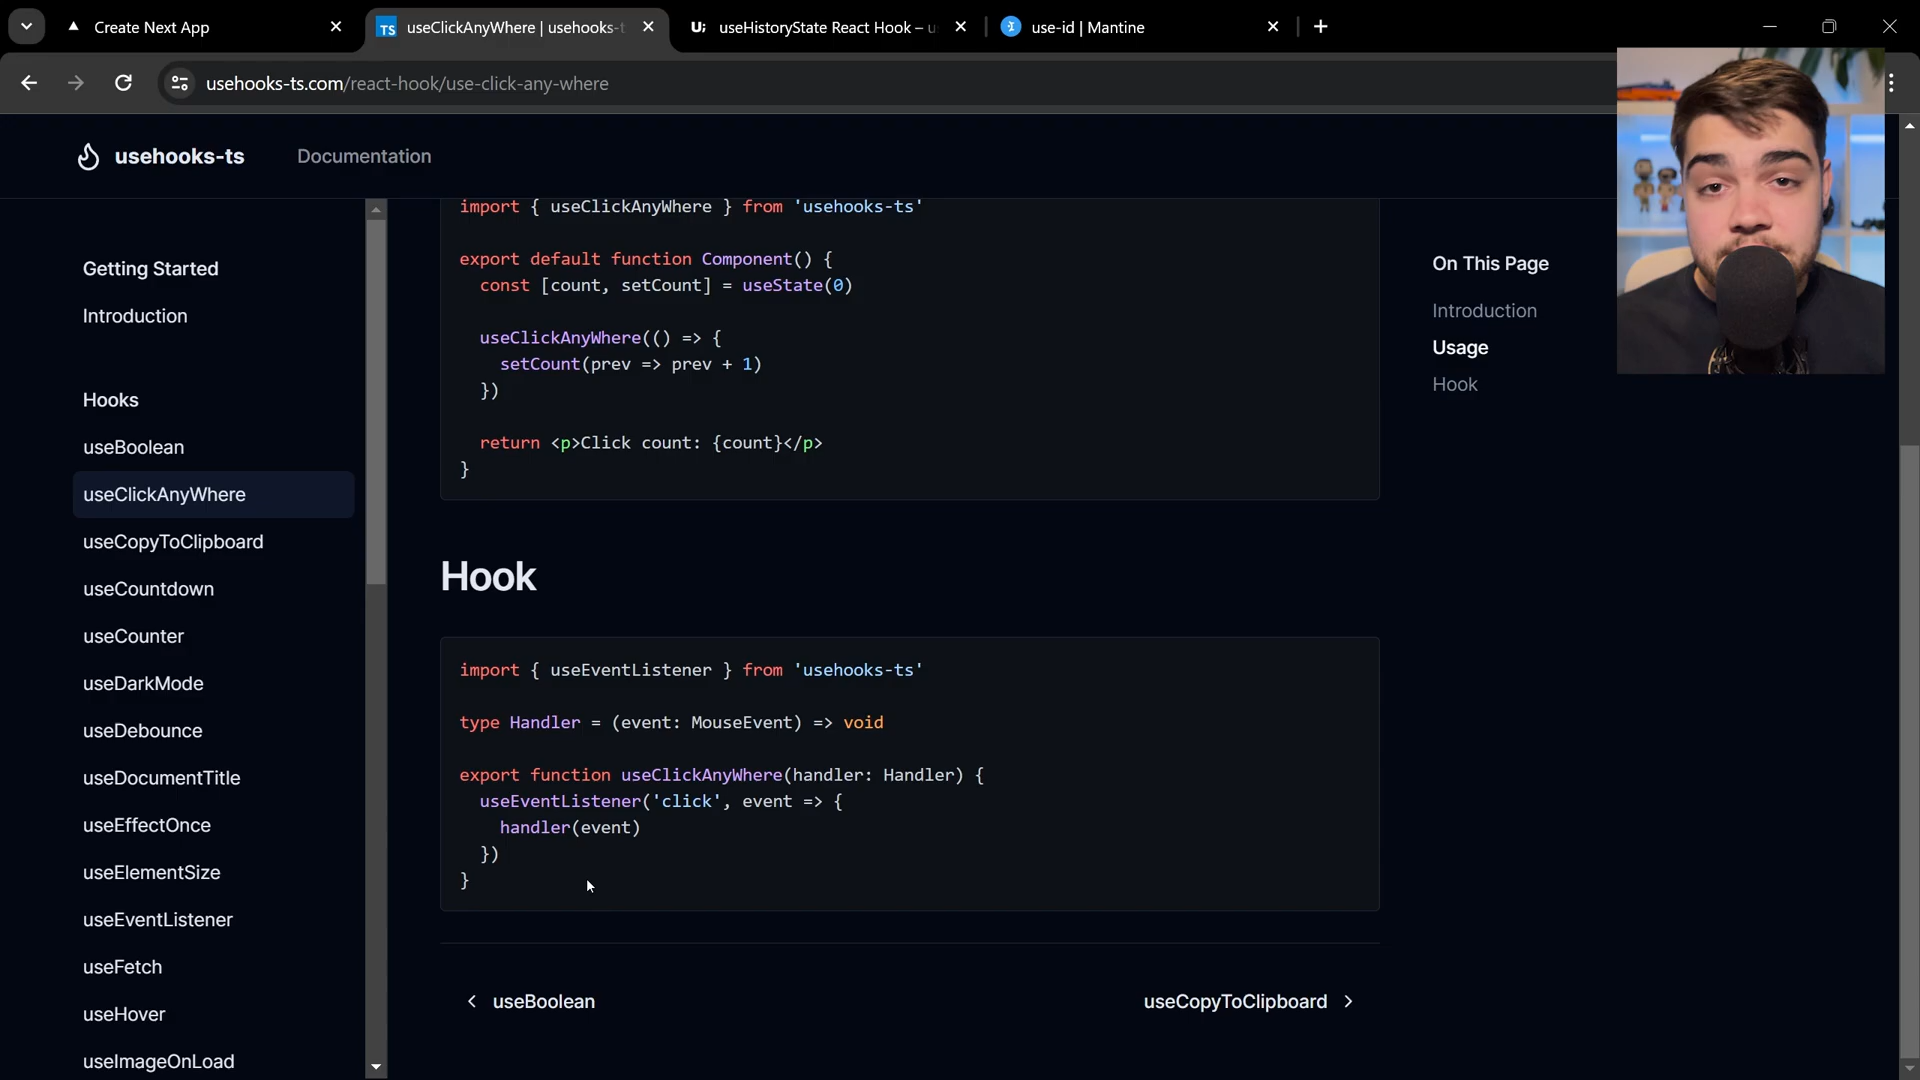 Create Next App
useClickAnyWhere | usehooks-t
useHistoryState React Hook – u
use-id | Mantine
usehooks-ts.com/react-hook/use-click-any-where
usehooks-ts
Documentation
Getting Started
Introduction
Hooks
useBoolean
useClickAnyWhere
useCopyToClipboard
useCountdown
useCounter
useDarkMode
useDebounce
useDocumentTitle
useEffectOnce
useElementSize
useEventListener
useFetch
useHover
useImageOnLoad
import { useClickAnyWhere } from 'usehooks-ts'
export default function Component() {
const [count, setCount] = useState(0)
useClickAnyWhere(() => {
setCount(prev => prev + 1)
})
return <p>Click count: {count}</p>
}
Hook
import { useEventListener } from 'usehooks-ts'
type Handler = (event: MouseEvent) => void
export function useClickAnyWhere(handler: Handler) {
useEventListener('click', event => {
handler(event)
})
}
useBoolean
useCopyToClipboard
On This Page
Introduction
Usage
Hook